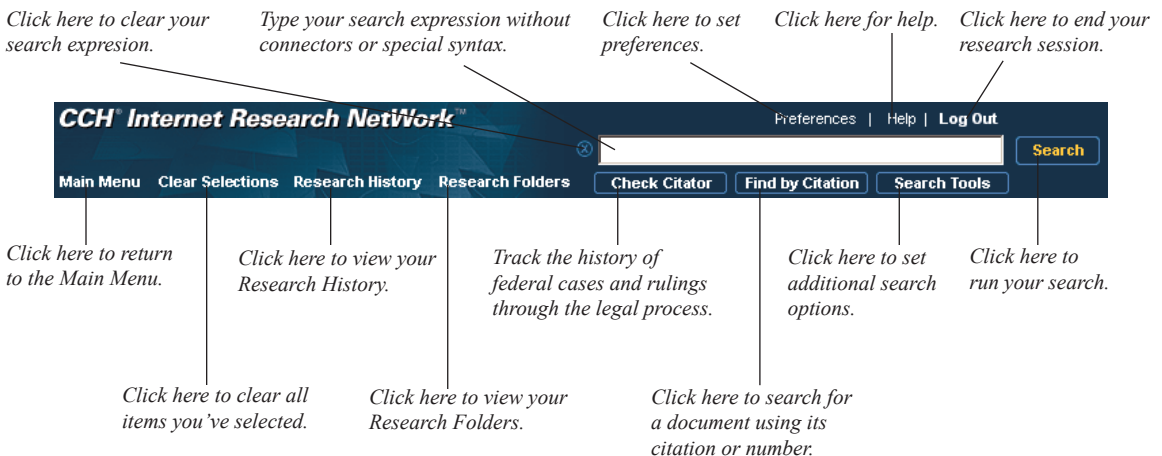 Click here to clear your
search expresion.
Type your search expression without
connectors or special syntax.
Click here to set
preferences.
Click here for help.
Click here to end your
research session.
CCH® Internet Research NetWork™
Preferences | Help | Log Out
Search
Main Menu Clear Selections Research History Research Folders Check Citator Find by Citation Search Tools
Click here to return
to the Main Menu.
Click here to view your
Research History.
Track the history of
federal cases and rulings
through the legal process.
Click here to set
additional search
options.
Click here to
run your search.
Click here to clear all
items you’ve selected.
Click here to view your
Research Folders.
Click here to search for
a document using its
citation or number.